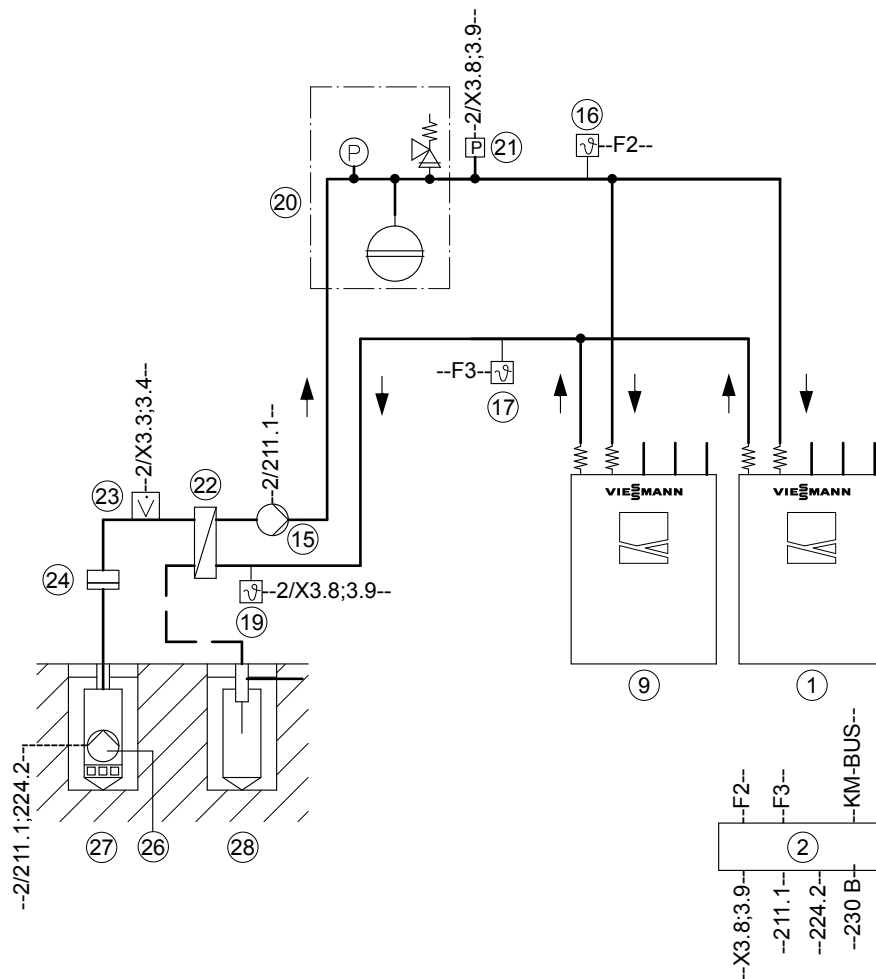 --2/X3.8;3.9--
16
P
P
21
--F2--
20
--2/X3.3;3.4--
--F3--
17
--2/211.1--
23
22
15
24
--2/X3.8;3.9--
19
VIESSMANN
VIESSMANN
9
1
--2/211.1;224.2--
27
26
28
--F2--
--F3--
--KM-BUS--
2
--X3.8;3.9--
--211.1--
--224.2--
--230 B--